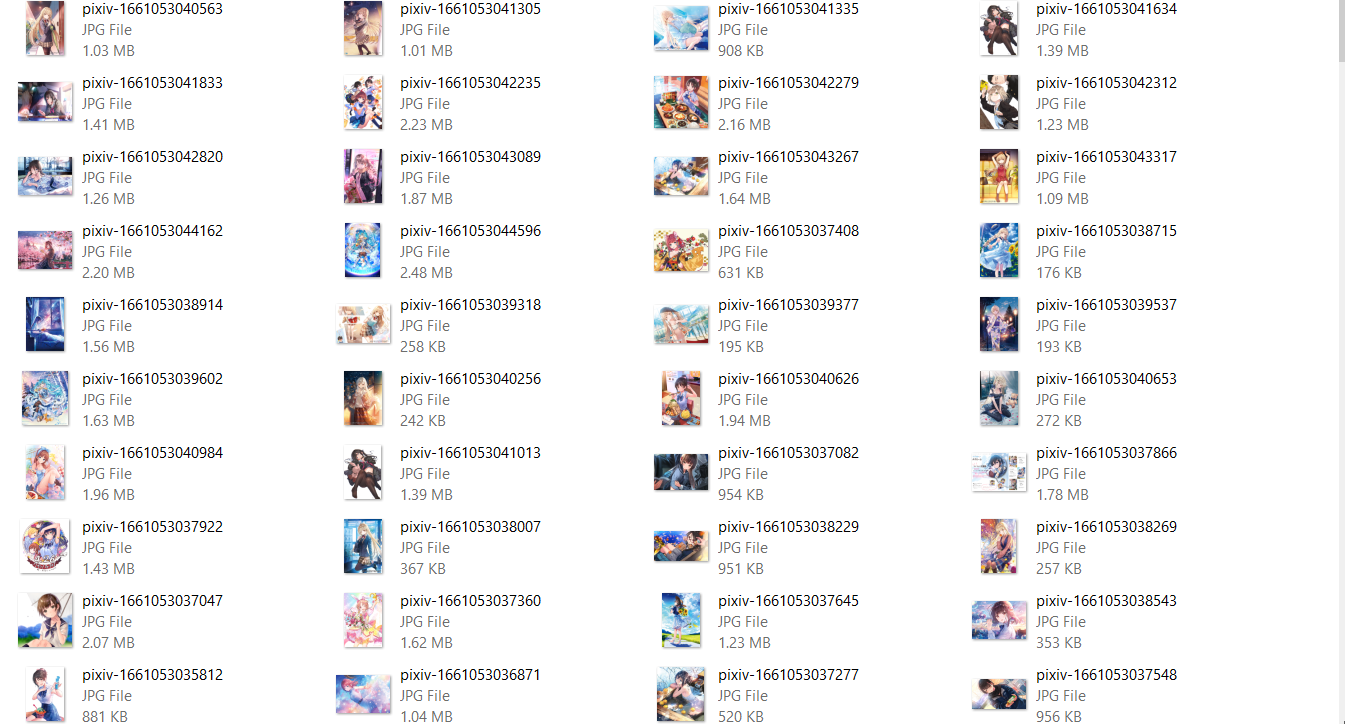 pixiv-1661053040563
JPG File
1.03 MB
pixiv-1661053041305
JPG File
1.01 MB
pixiv-1661053041335
JPG File
908 KB
pixiv-1661053041634
JPG File
1.39 MB
pixiv-1661053041833
JPG File
1.41 MB
pixiv-1661053042235
JPG File
2.23 MB
pixiv-1661053042279
JPG File
2.16 MB
pixiv-1661053042312
JPG File
1.23 MB
pixiv-1661053042820
JPG File
1.26 MB
pixiv-1661053043089
JPG File
1.87 MB
pixiv-1661053043267
JPG File
1.64 MB
pixiv-1661053043317
JPG File
1.09 MB
pixiv-1661053044162
JPG File
2.20 MB
pixiv-1661053044596
JPG File
2.48 MB
pixiv-1661053037408
JPG File
631 KB
pixiv-1661053038715
JPG File
176 KB
pixiv-1661053038914
JPG File
1.56 MB
pixiv-1661053039318
JPG File
258 KB
pixiv-1661053039377
JPG File
195 KB
pixiv-1661053039537
JPG File
193 KB
pixiv-1661053039602
JPG File
1.63 MB
pixiv-1661053040256
JPG File
242 KB
pixiv-1661053040626
JPG File
1.94 MB
pixiv-1661053040653
JPG File
272 KB
pixiv-1661053040984
JPG File
1.96 MB
pixiv-1661053041013
JPG File
1.39 MB
pixiv-1661053037082
JPG File
954 KB
pixiv-1661053037866
JPG File
1.78 MB
pixiv-1661053037922
JPG File
1.43 MB
pixiv-1661053038007
JPG File
367 KB
pixiv-1661053038229
JPG File
951 KB
pixiv-1661053038269
JPG File
257 KB
pixiv-1661053037047
JPG File
2.07 MB
pixiv-1661053037360
JPG File
1.62 MB
pixiv-1661053037645
JPG File
1.23 MB
pixiv-1661053038543
JPG File
353 KB
pixiv-1661053035812
JPG File
881 KB
pixiv-1661053036871
JPG File
1.04 MB
pixiv-1661053037277
JPG File
520 KB
pixiv-1661053037548
JPG File
956 KB